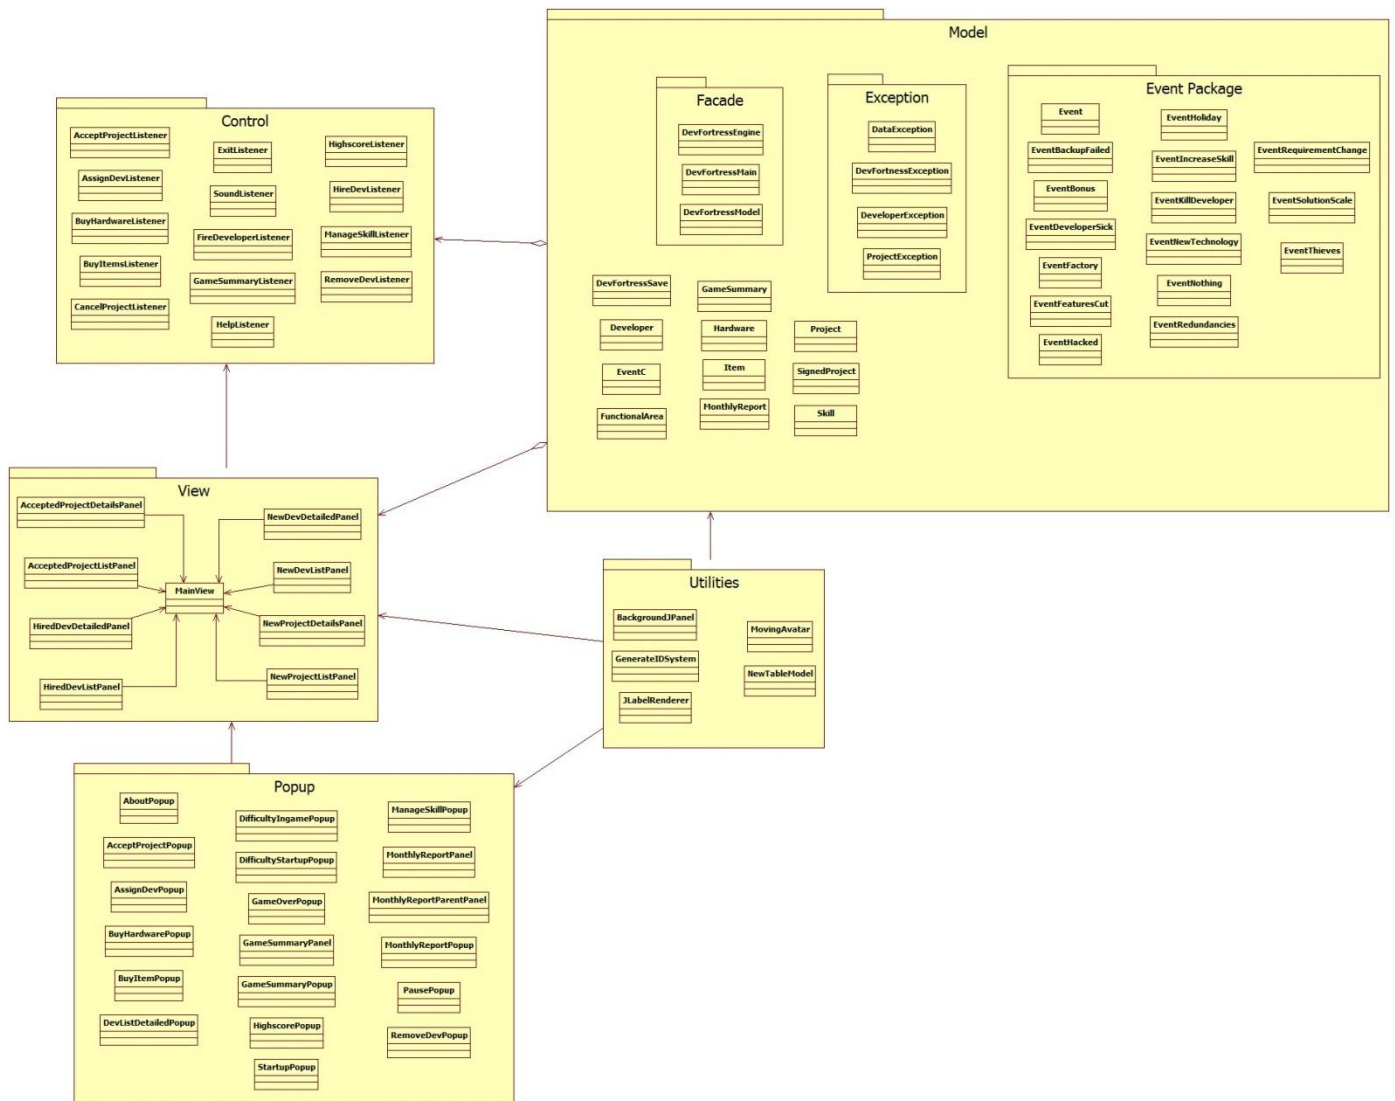 Model
Facade
DevFortressEngine
DevFortressMain
DevFortressModel
Exception
DataException
DevFortnessException
DeveloperException
ProjectException
Event Package
Event
EventBackupFailed
EventBonus
EventDeveloperSick
EventFactory
EventFeaturesCut
EventHacked
EventHoliday
EventIncreaseSkill
EventKillDeveloper
EventNewTechnology
EventNothing
EventRedundancies
EventRequirementChange
EventSolutionScale
EventThieves
DevFortressSave
Developer
EventC
FunctionalArea
GameSummary
Hardware
Item
MonthlyReport
Project
SignedProject
Skill
Control
AcceptProjectListener
AssignDevListener
BuyHardwareListener
BuyItemsListener
CancelProjectListener
ExitListener
SoundListener
FireDeveloperListener
GameSummaryListener
HelpListener
HighscoreListener
HireDevListener
ManageSkillListener
RemoveDevListener
View
AcceptedProjectDetailsPanel
AcceptedProjectListPanel
HiredDevDetailedPanel
HiredDevListPanel
MainView
NewDevDetailedPanel
NewDevListPanel
NewProjectDetailsPanel
NewProjectListPanel
Utilities
BackgroundJPanel
GenerateIDSystem
JLabelRenderer
MovingAvatar
NewTableModel
Popup
AboutPopup
AcceptProjectPopup
AssignDevPopup
BuyHardwarePopup
BuyItemPopup
DevListDetailedPopup
DifficultyIngamePopup
DifficultyStartupPopup
GameOverPopup
GameSummaryPanel
GameSummaryPopup
HighscorePopup
StartupPopup
ManageSkillPopup
MonthlyReportPanel
MonthlyReportParentPanel
MonthlyReportPopup
PausePopup
RemoveDevPopup